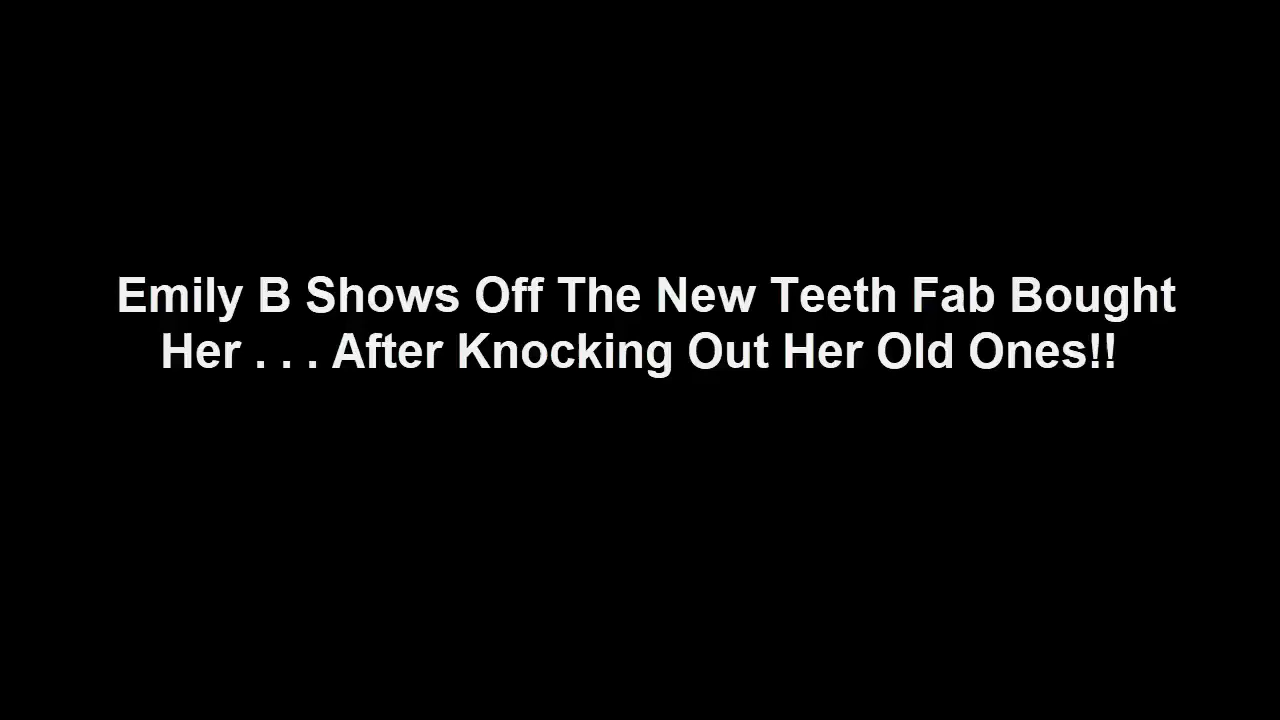 Emily B Shows Off The New Teeth Fab Bought
Her . . . After Knocking Out Her Old Ones!!